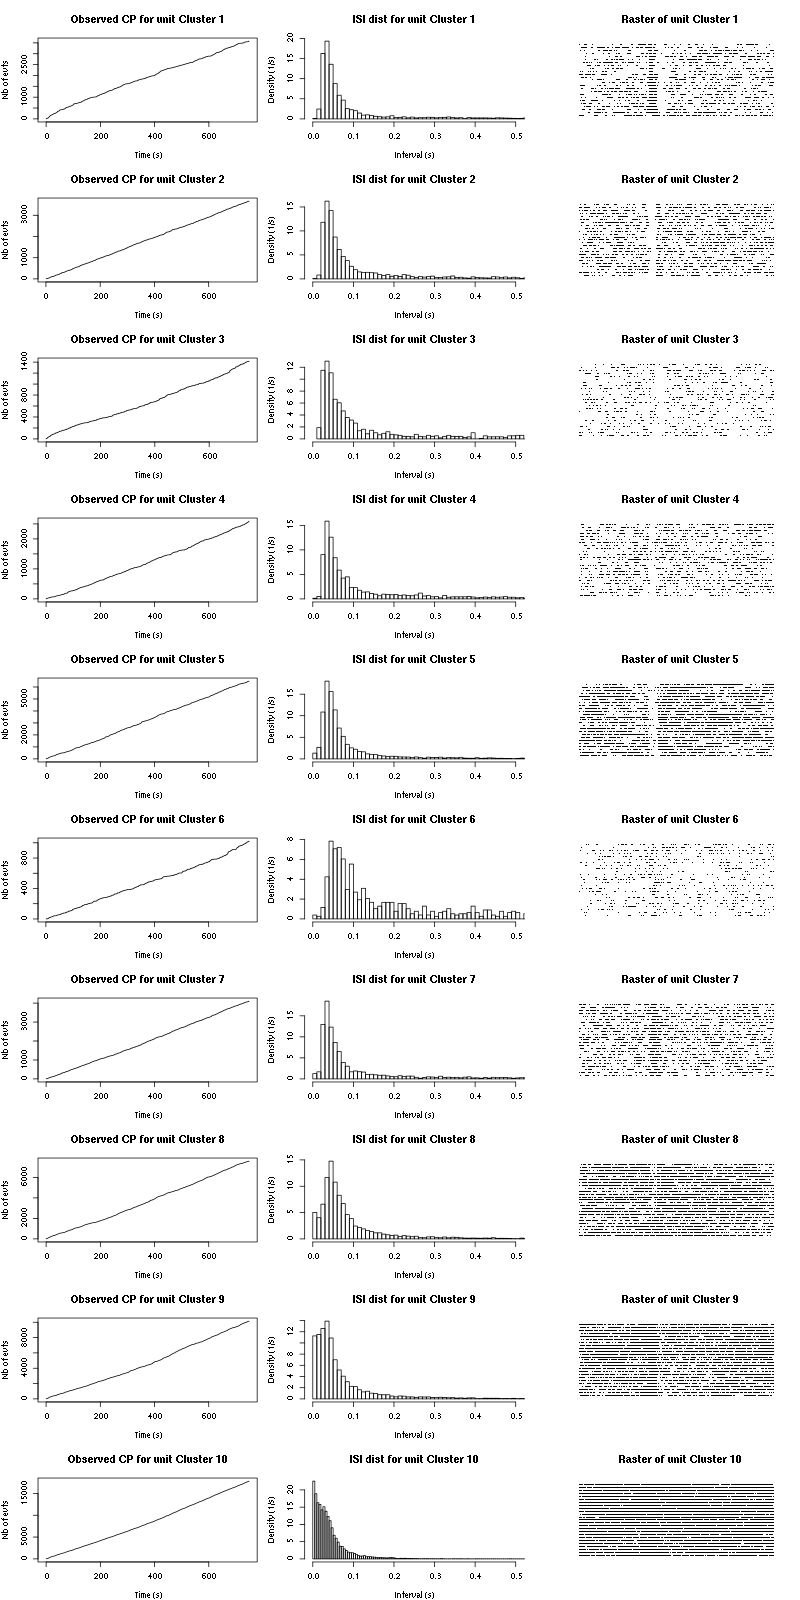 Observed CP for unit Cluster 1 ISI dist for unit Cluster 1 Raster of unit Cluster 1
Nb of evts
0 1000 2500
0 200 400 600
Time (s)
Density (1/s)
0 5 10 15 20
0.0 0.1 0.2 0.3 0.4 0.5
Interval (s)
Observed CP for unit Cluster 2 ISI dist for unit Cluster 2 Raster of unit Cluster 2
Nb of evts
0 1000 3000
0 200 400 600
Time (s)
Density (1/s)
0 5 10 15
0.0 0.1 0.2 0.3 0.4 0.5
Interval (s)
Observed CP for unit Cluster 3 ISI dist for unit Cluster 3 Raster of unit Cluster 3
Nb of evts
0 400 800 1400
0 200 400 600
Time (s)
Density (1/s)
0 2 4 6 8 12
0.0 0.1 0.2 0.3 0.4 0.5
Interval (s)
Observed CP for unit Cluster 4 ISI dist for unit Cluster 4 Raster of unit Cluster 4
Nb of evts
0 1000 2000
0 200 400 600
Time (s)
Density (1/s)
0 5 10 15
0.0 0.1 0.2 0.3 0.4 0.5
Interval (s)
Observed CP for unit Cluster 5 ISI dist for unit Cluster 5 Raster of unit Cluster 5
Nb of evts
0 2000 5000
0 200 400 600
Time (s)
Density (1/s)
0 5 10 15
0.0 0.1 0.2 0.3 0.4 0.5
Interval (s)
Observed CP for unit Cluster 6 ISI dist for unit Cluster 6 Raster of unit Cluster 6
Nb of evts
0 400 800
0 200 400 600
Time (s)
Density (1/s)
0 2 4 6 8
0.0 0.1 0.2 0.3 0.4 0.5
Interval (s)
Observed CP for unit Cluster 7 ISI dist for unit Cluster 7 Raster of unit Cluster 7
Nb of evts
0 1000 3000
0 200 400 600
Time (s)
Density (1/s)
0 5 10 15
0.0 0.1 0.2 0.3 0.4 0.5
Interval (s)
Observed CP for unit Cluster 8 ISI dist for unit Cluster 8 Raster of unit Cluster 8
Nb of evts
0 2000 6000
0 200 400 600
Time (s)
Density (1/s)
0 5 10 15
0.0 0.1 0.2 0.3 0.4 0.5
Interval (s)
Observed CP for unit Cluster 9 ISI dist for unit Cluster 9 Raster of unit Cluster 9
Nb of evts
0 4000 8000
0 200 400 600
Time (s)
Density (1/s)
0 2 4 6 8 12
0.0 0.1 0.2 0.3 0.4 0.5
Interval (s)
Observed CP for unit Cluster 10 ISI dist for unit Cluster 10 Raster of unit Cluster 10
Nb of evts
0 5000 15000
0 200 400 600
Time (s)
Density (1/s)
0 5 10 15 20
0.0 0.1 0.2 0.3 0.4 0.5
Interval (s)